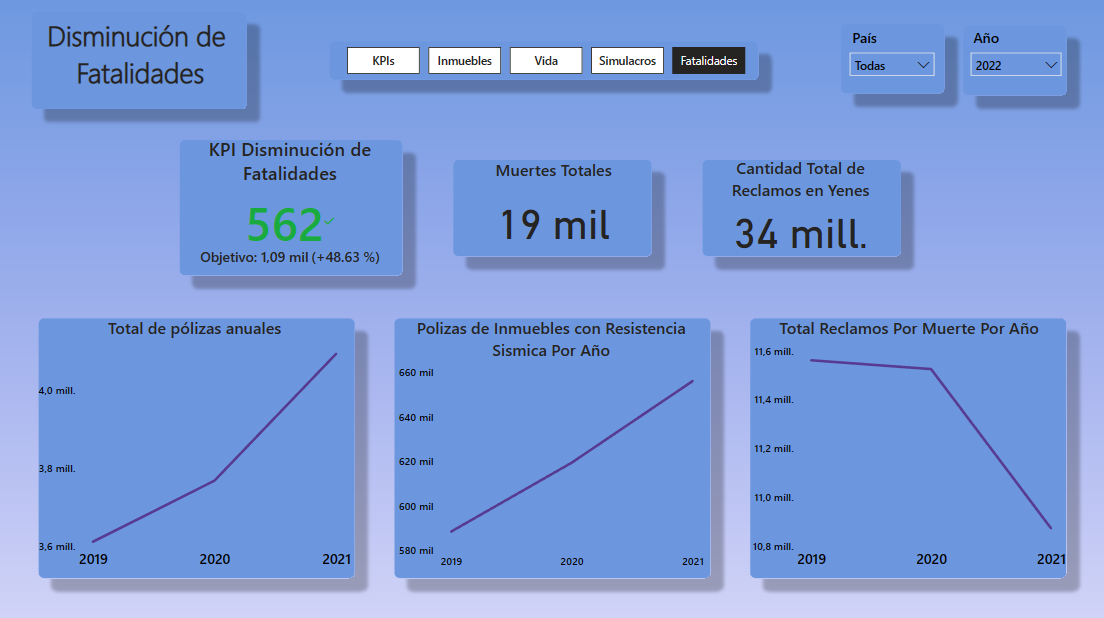 Disminución de
Fatalidades
KPIs
Inmuebles
Vida
Simulacros
Fatalidades
País
Todas
Año
2022
KPI Disminución de
Fatalidades
562
Objetivo: 1,09 mil (+48.63 %)
Muertes Totales
19 mil
Cantidad Total de
Reclamos en Yenes
34 mill.
Total de pólizas anuales
4,0 mill.
3,8 mill.
3,6 mill.
2019
2020
2021
Polizas de Inmuebles con Resistencia
Sismica Por Año
660 mil
640 mil
620 mil
600 mil
580 mil
2019
2020
2021
Total Reclamos Por Muerte Por Año
11,6 mill.
11,4 mill.
11,2 mill.
11,0 mill.
10,8 mill.
2019
2020
2021